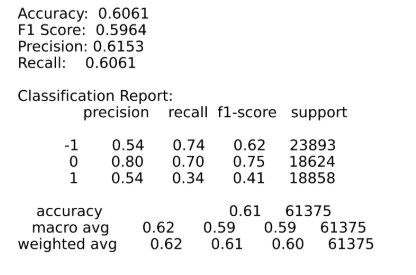 Accuracy: 0.6061
F1 Score: 0.5964
Precision: 0.6153
Recall: 0.6061
Classification Report:
precision recall f1-score support
-1 0.54 0.74 0.62 23893
0 0.80 0.70 0.75 18624
1 0.54 0.34 0.41 18858
accuracy 0.61 61375
macro avg 0.62 0.59 0.59 61375
weighted avg 0.62 0.61 0.60 61375